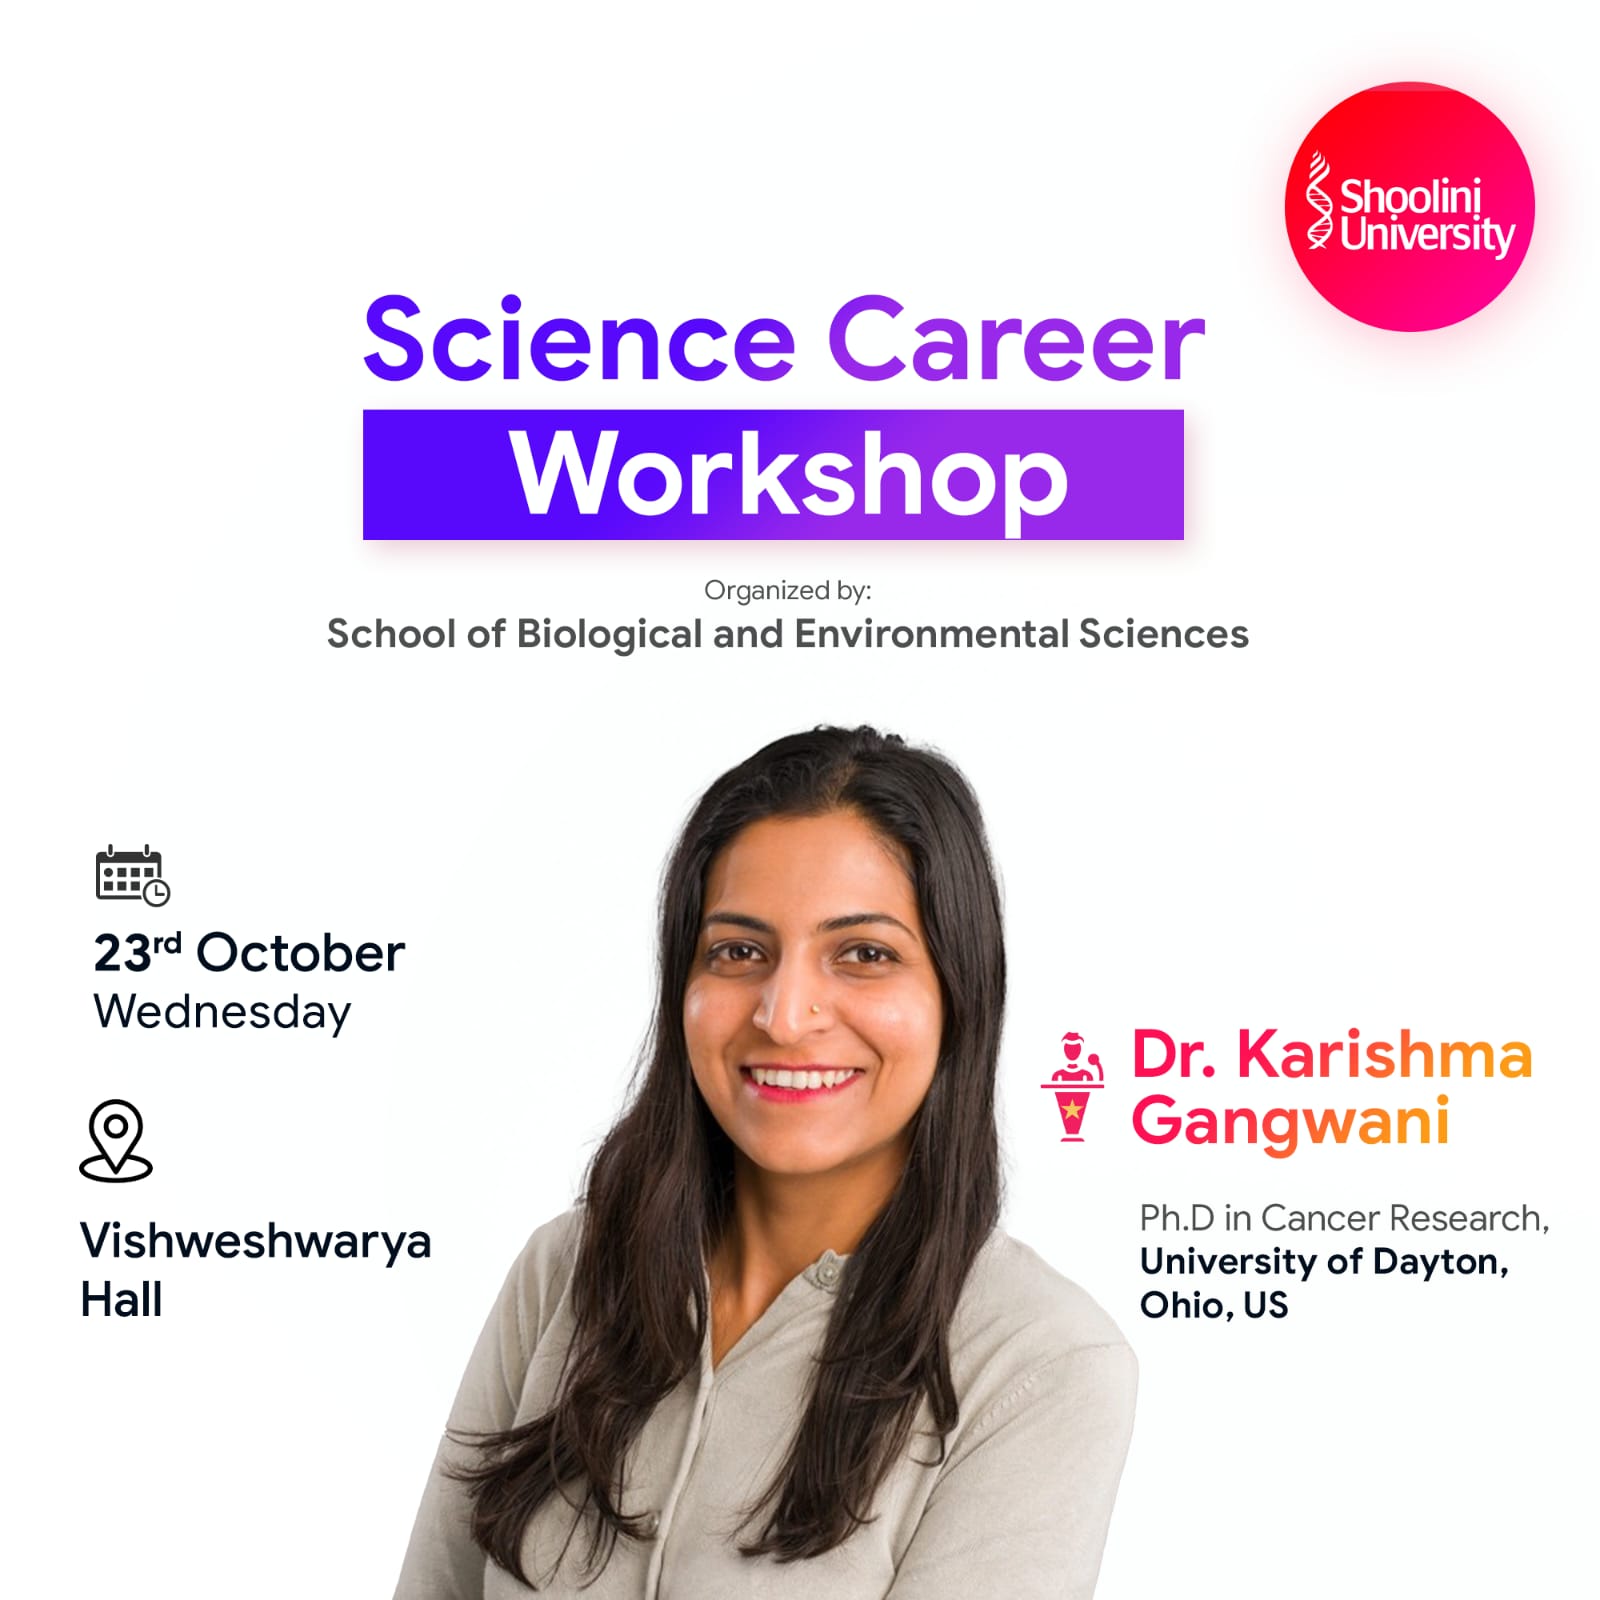 Shoolini
University
Science Career
Workshop
Organized by:
School of Biological and Environmental Sciences
23rd October
Wednesday
Vishweshwarya
Hall
Dr. Karishma
Gangwani
Ph.D in Cancer Research,
University of Dayton,
Ohio, US